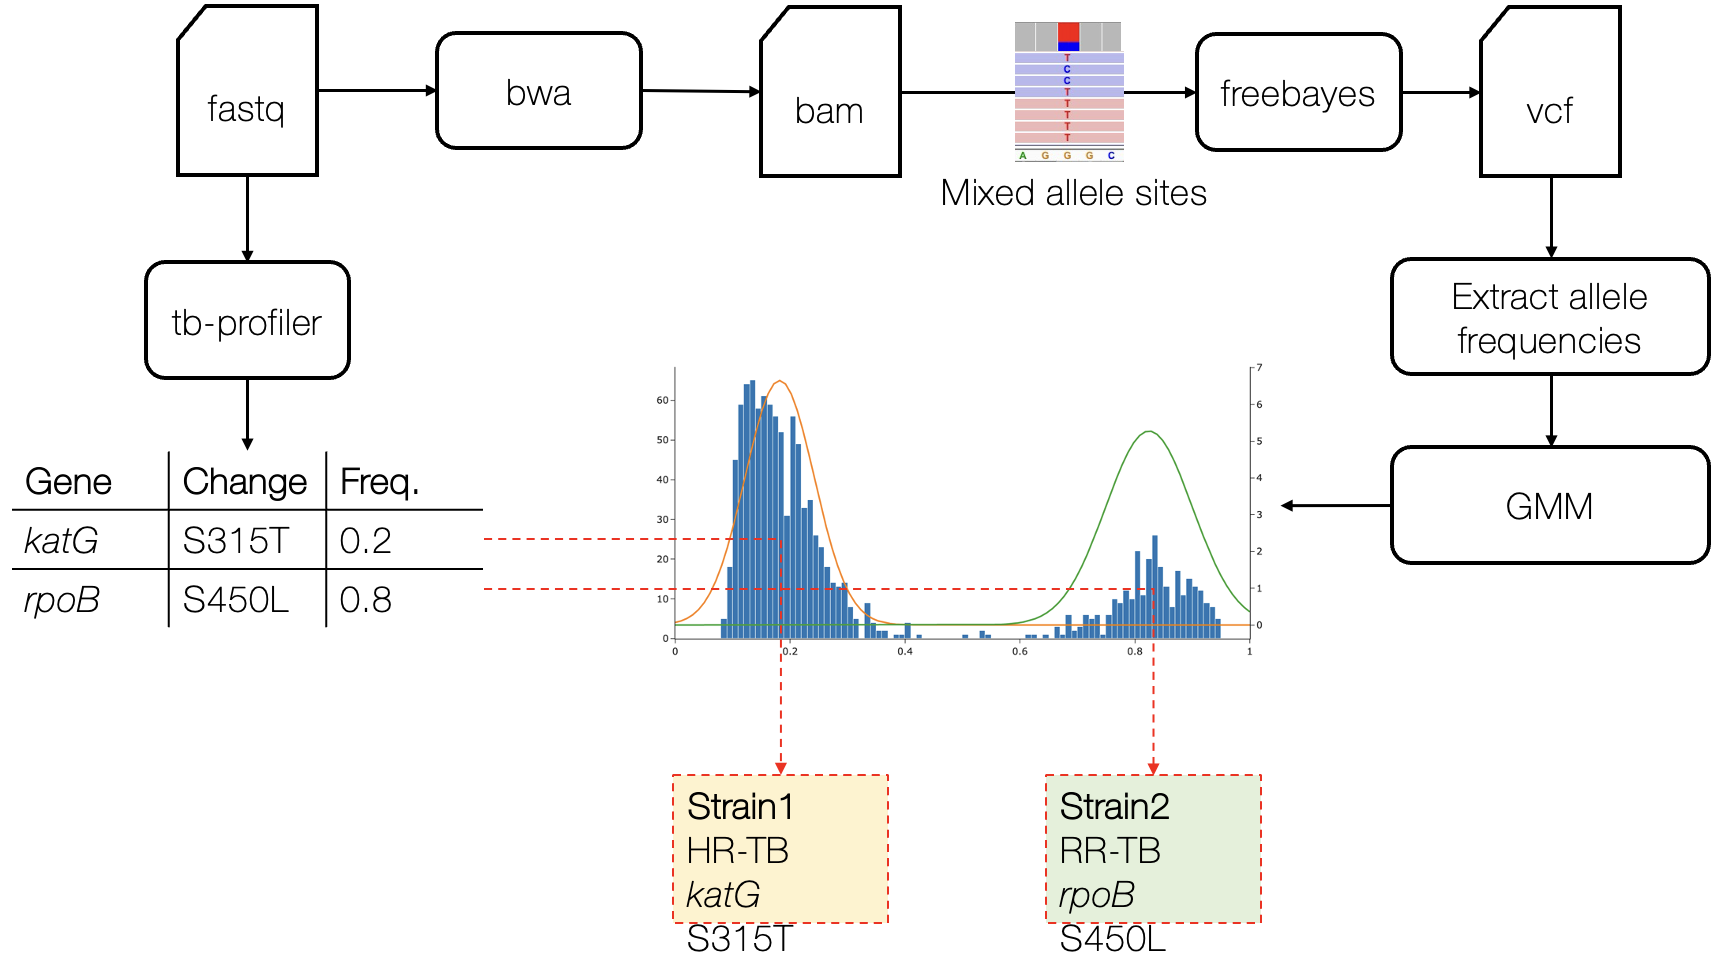 fastq
bwa
bam
T
C
C
T
T
T
T
T
A G G G C
Mixed allele sites
freebayes
vcf
tb-profiler
Extract allele
frequencies
GMM
Gene Change Freq.
katG S315T 0.2
rpoB S450L 0.8
60
50
40
30
20
10
0
7
6
5
4
3
2
1
0
0 0.2 0.4 0.6 0.8 1
Strain1
HR-TB
katG
S315T
Strain2
RR-TB
rpoB
S450L